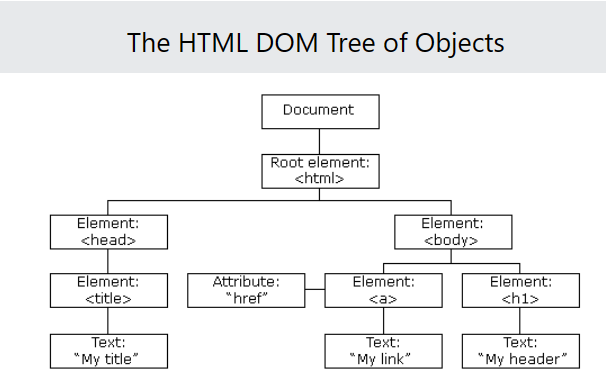 The HTML DOM Tree of Objects
Document
Root element:
<html>
Element:
<head>
Element:
<body>
Element:
<title>
Attribute:
“href”
Element:
<a>
Element:
<h1>
Text:
“My title”
Text:
“My link”
Text:
“My header”